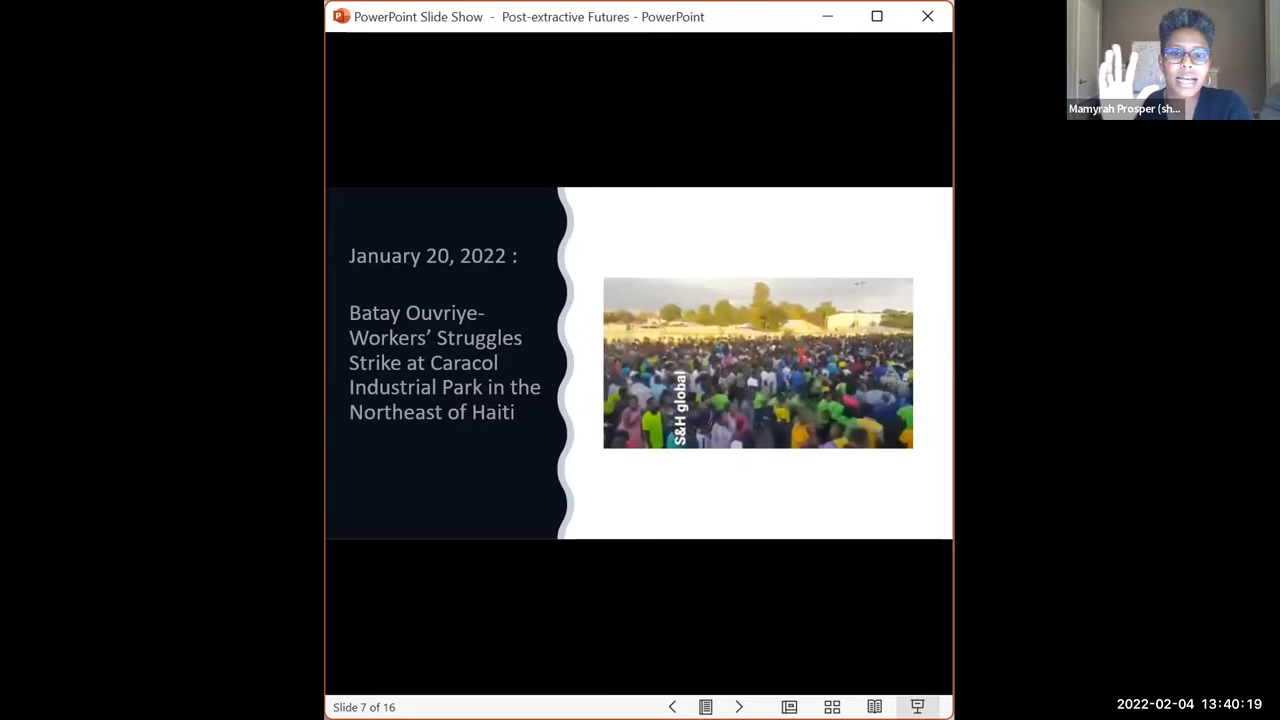 PowerPoint Slide Show - Post-extractive Futures - PowerPoint
Mamyrah Prosper (sh...
January 20, 2022 :
Batay Ouvriye-
Workers’ Struggles
Strike at Caracol
Industrial Park in the
Northeast of Haiti
S&H global
Slide 7 of 16
2022-02-04 13:40:19